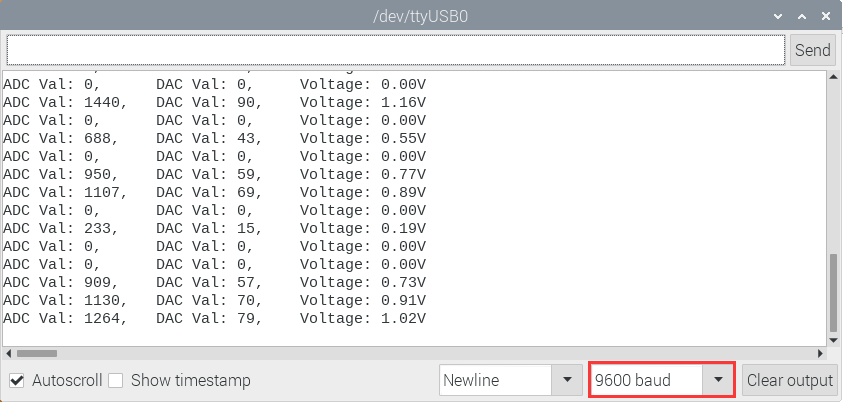 /dev/ttyUSB0
Send
ADC Val: 0,      DAC Val: 0,     Voltage: 0.00V
ADC Val: 1440,   DAC Val: 90,    Voltage: 1.16V
ADC Val: 0,      DAC Val: 0,     Voltage: 0.00V
ADC Val: 688,    DAC Val: 43,    Voltage: 0.55V
ADC Val: 0,      DAC Val: 0,     Voltage: 0.00V
ADC Val: 950,    DAC Val: 59,    Voltage: 0.77V
ADC Val: 1107,   DAC Val: 69,    Voltage: 0.89V
ADC Val: 0,      DAC Val: 0,     Voltage: 0.00V
ADC Val: 233,    DAC Val: 15,    Voltage: 0.19V
ADC Val: 0,      DAC Val: 0,     Voltage: 0.00V
ADC Val: 0,      DAC Val: 0,     Voltage: 0.00V
ADC Val: 909,    DAC Val: 57,    Voltage: 0.73V
ADC Val: 1130,   DAC Val: 70,    Voltage: 0.91V
ADC Val: 1264,   DAC Val: 79,    Voltage: 1.02V
Autoscroll Show timestamp Newline 9600 baud Clear output